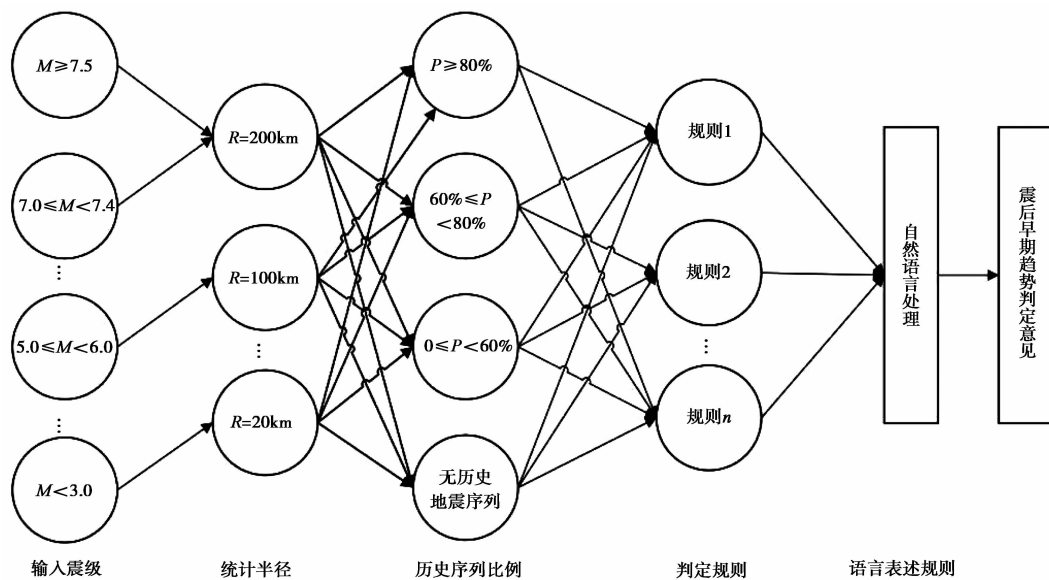 M≥7.5
7.0≤M<7.4
⋮
5.0≤M<6.0
⋮
M<3.0
输入震级
R=200km
R=100km
⋮
R=20km
统计半径
P≥80%
60%≤P
<80%
0≤P<60%
无历史
地震序列
历史序列比例
规则1
规则2
⋮
规则n
判定规则
自然语言处理
语言表述规则
震后早期趋势判定意见